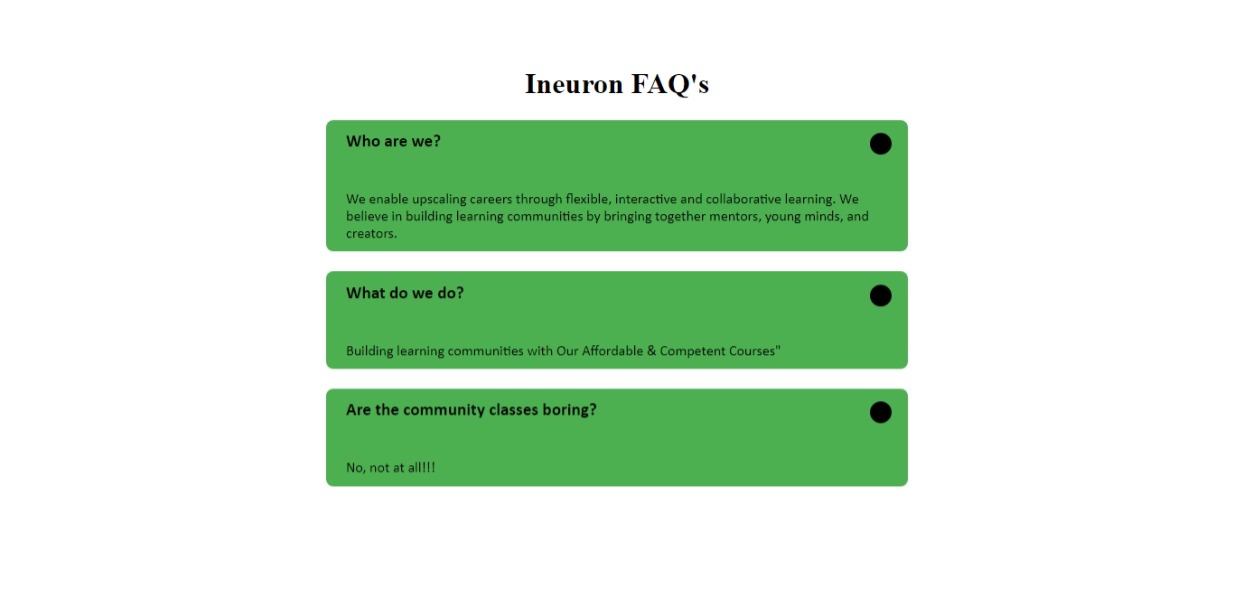 Ineuron FAQ's
Who are we?
We enable upscaling careers through flexible, interactive and collaborative learning. We
believe in building learning communities by bringing together mentors, young minds, and
creators.
What do we do?
Building learning communities with Our Affordable & Competent Courses"
Are the community classes boring?
No, not at all!!!